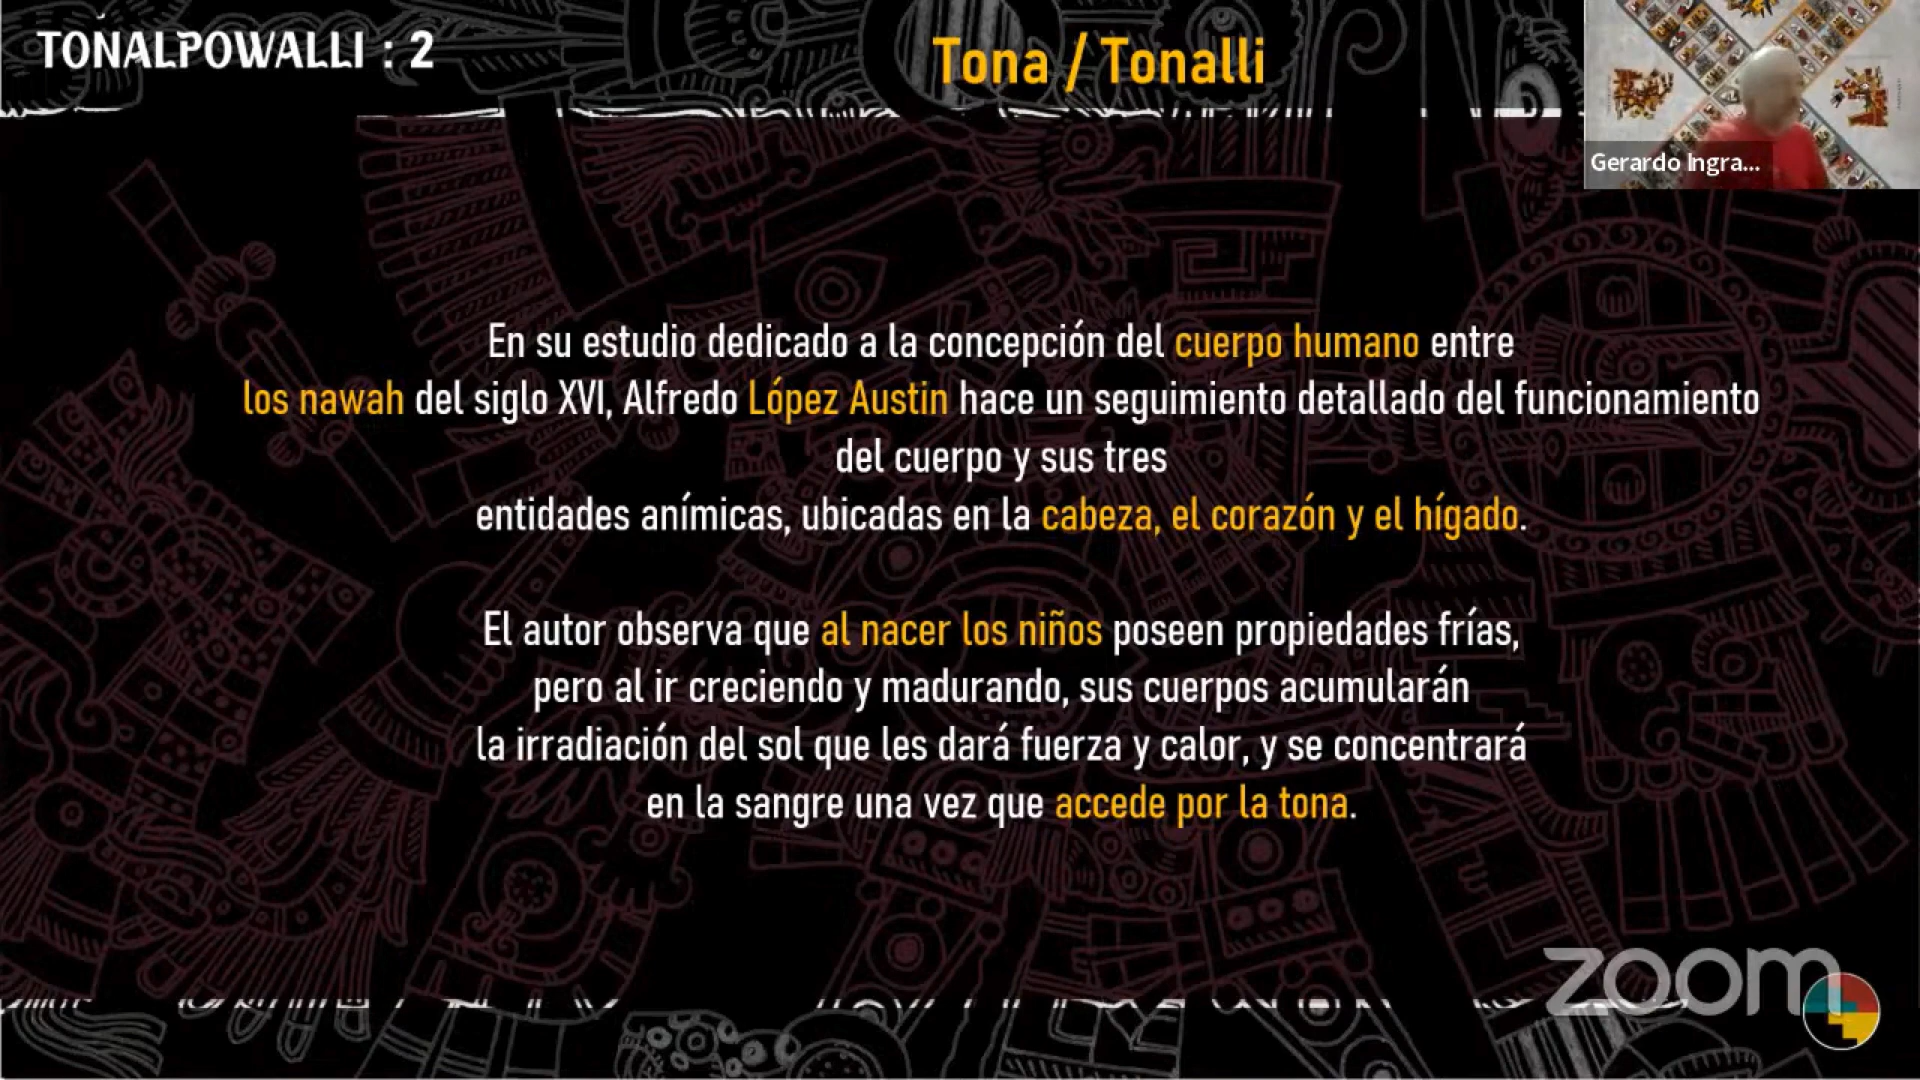 TONALPOWALLI : 2
Tona / Tonalli
Gerardo Ingra...
En su estudio dedicado a la concepción del cuerpo humano entre
los nawah del siglo XVI, Alfredo López Austin hace un seguimiento detallado del funcionamiento
del cuerpo y sus tres
entidades anímicas, ubicadas en la cabeza, el corazón y el hígado.
El autor observa que al nacer los niños poseen propiedades frías,
pero al ir creciendo y madurando, sus cuerpos acumularán
la irradiación del sol que les dará fuerza y calor, y se concentrará
en la sangre una vez que accede por la tona.
zoom